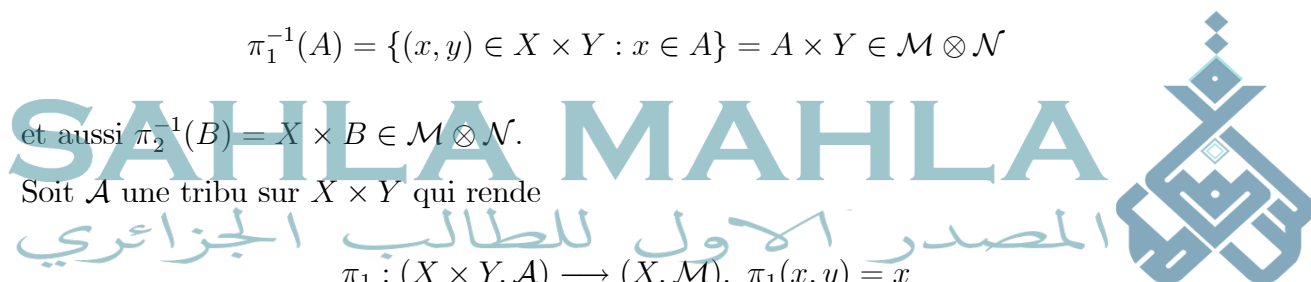 π₁⁻¹(A) = {(x, y) ∈ X × Y : x ∈ A} = A × Y ∈ ℳ ⊗ 𝒩
SAHLA MAHLA
et aussi π₂⁻¹(B) = X × B ∈ ℳ ⊗ 𝒩.
Soit 𝒜 une tribu sur X × Y qui rende
المصدر الاول للطالب الجزائري
π₁ : (X × Y, 𝒜) ⟶ (X, ℳ), π₁(x, y) = x